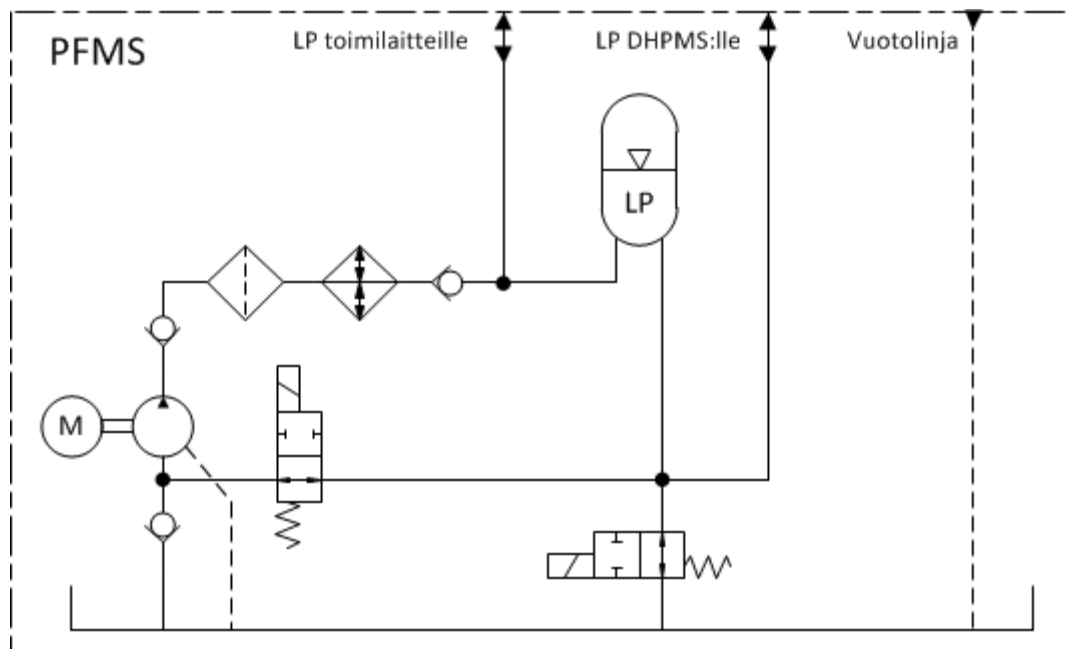 PFMS
LP toimilaitteille
LP DHPMS:lle
Vuotolinja
LP
M